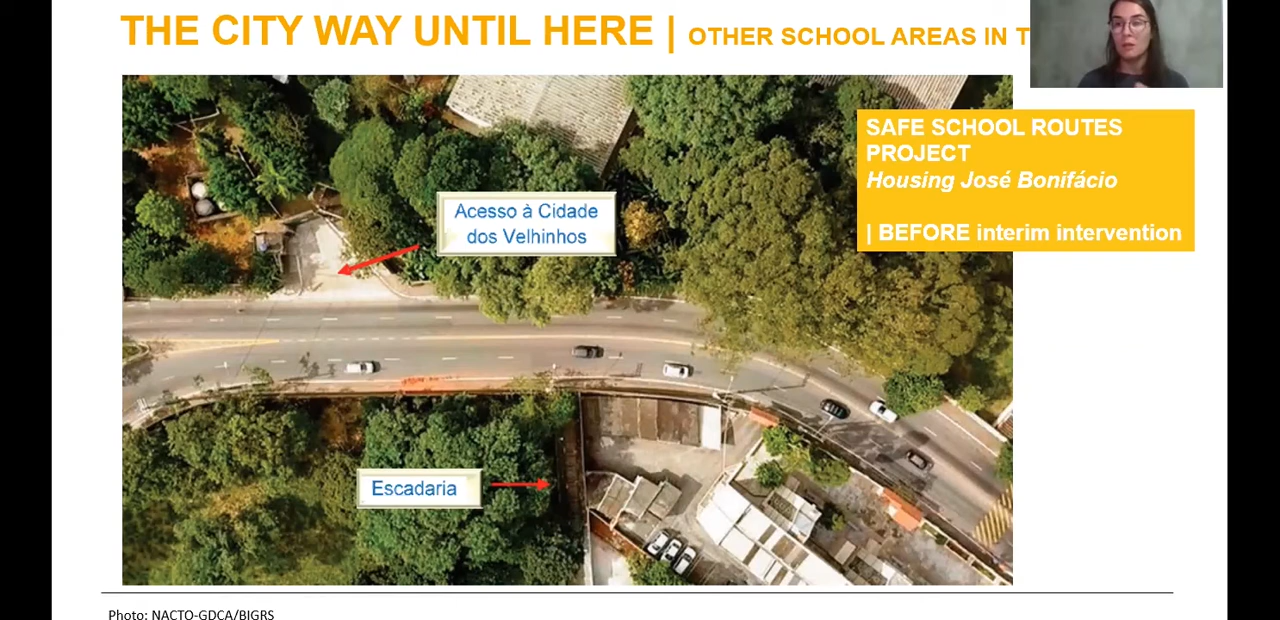 THE CITY WAY UNTIL HERE | OTHER SCHOOL AREAS IN T
SAFE SCHOOL ROUTES
PROJECT
Housing José Bonifácio
| BEFORE interim intervention
Acesso à Cidade
dos Velhinhos
Escadaria
Photo: NACTO-GDCA/BIGRS